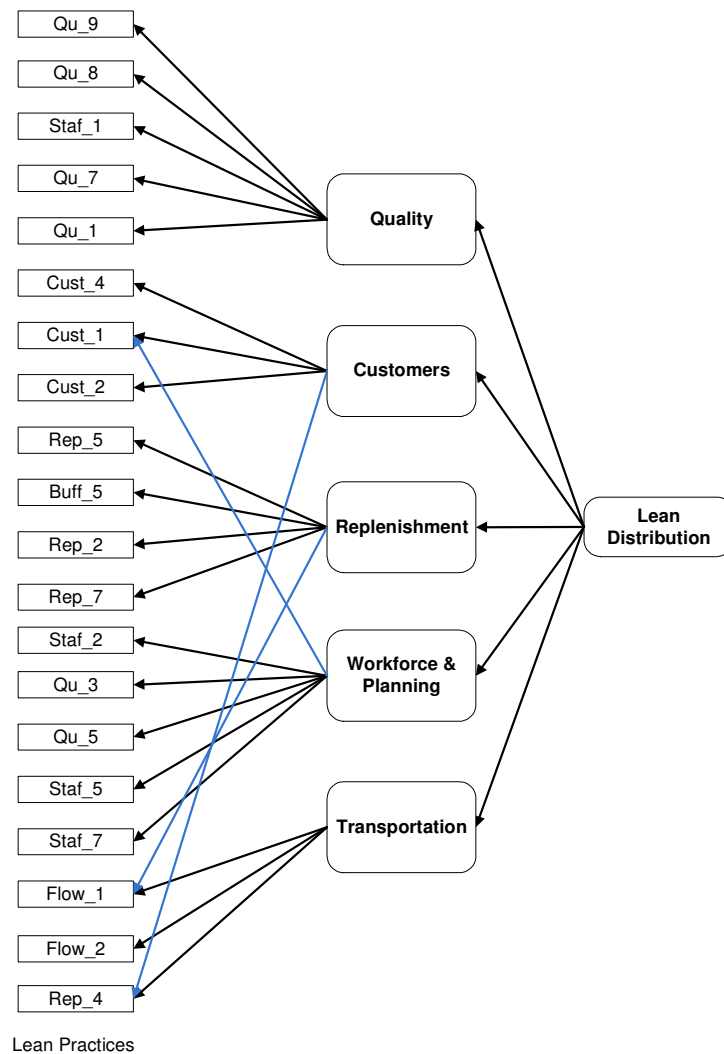 Qu_9
Qu_8
Staf_1
Qu_7
Qu_1
Cust_4
Cust_1
Cust_2
Rep_5
Buff_5
Rep_2
Rep_7
Staf_2
Qu_3
Qu_5
Staf_5
Staf_7
Flow_1
Flow_2
Rep_4
Lean Practices
Quality
Customers
Replenishment
Workforce &
Planning
Transportation
Lean
Distribution